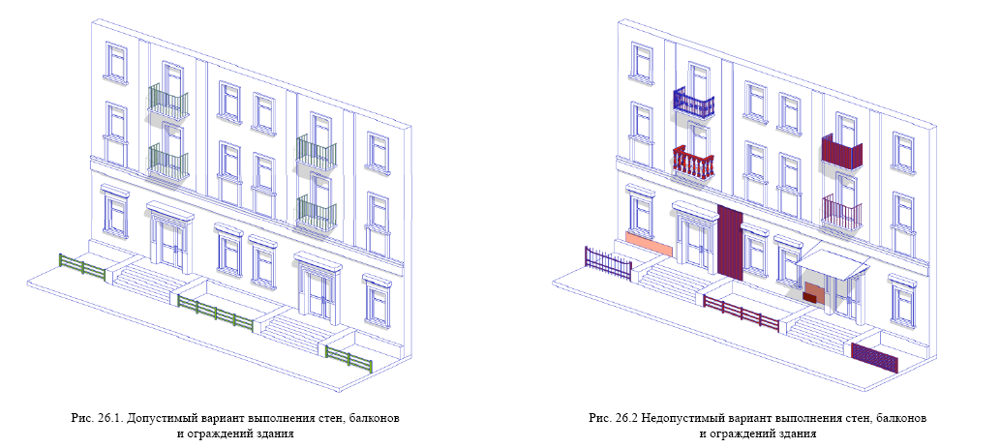 Рис. 26.1. Допустимый вариант выполнения стен, балконов
и ограждений здания
Рис. 26.2 Недопустимый вариант выполнения стен, балконов
и ограждений здания